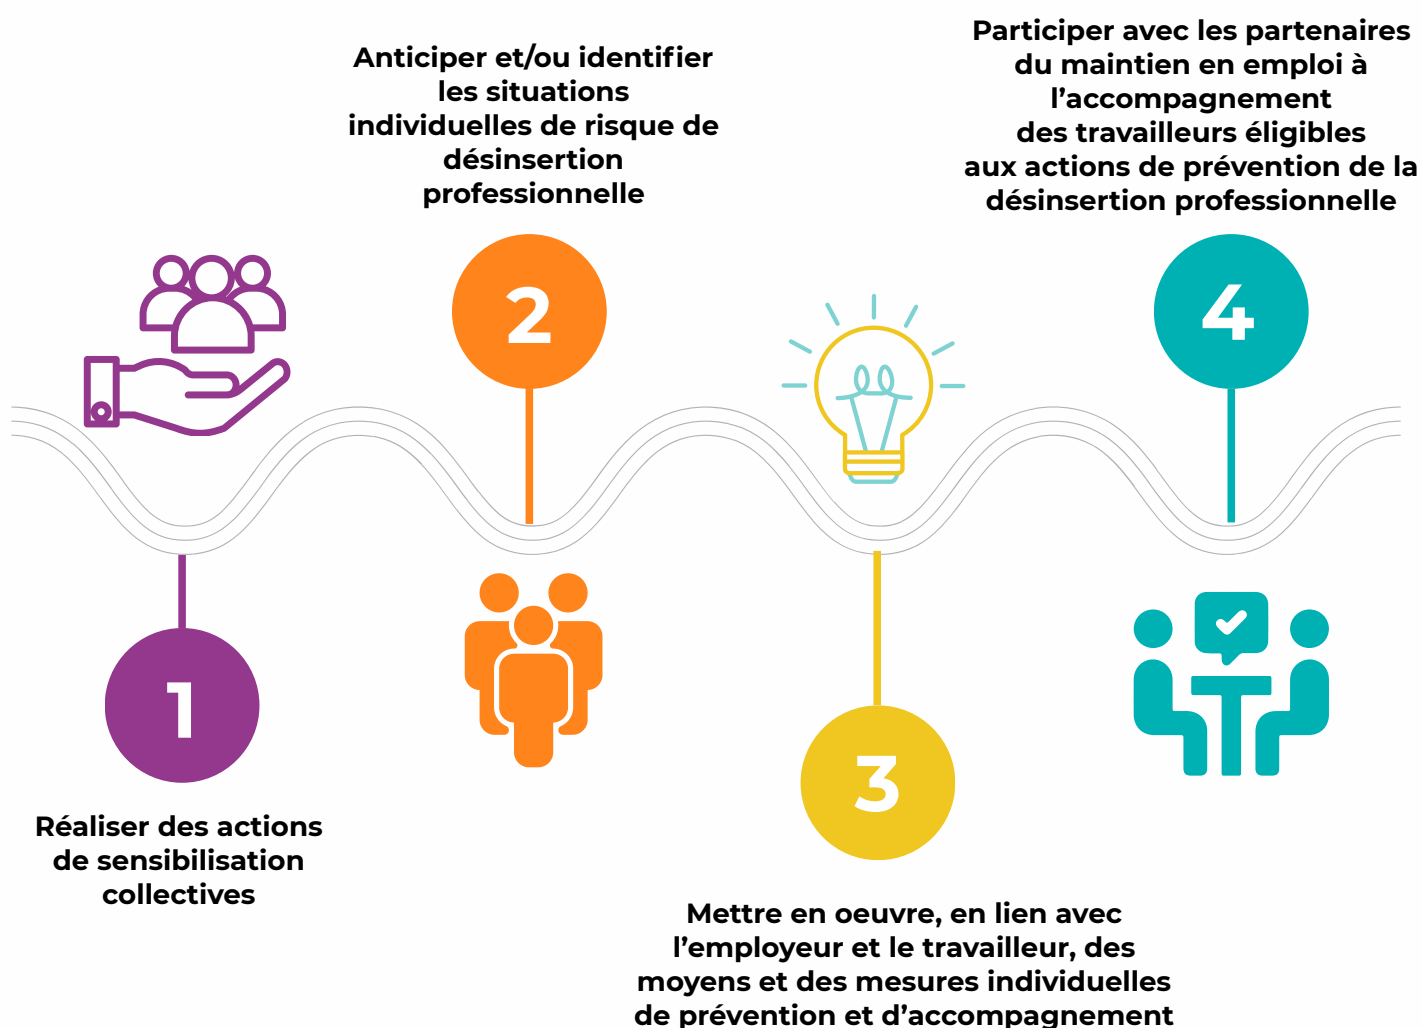 1
Réaliser des actions
de sensibilisation
collectives
Anticiper et/ou identifier
les situations
individuelles de risque de
désinsertion
professionnelle
2
3
Mettre en oeuvre, en lien avec
l’employeur et le travailleur, des
moyens et des mesures individuelles
de prévention et d’accompagnement
Participer avec les partenaires
du maintien en emploi à
l’accompagnement
des travailleurs éligibles
aux actions de prévention de la
désinsertion professionnelle
4